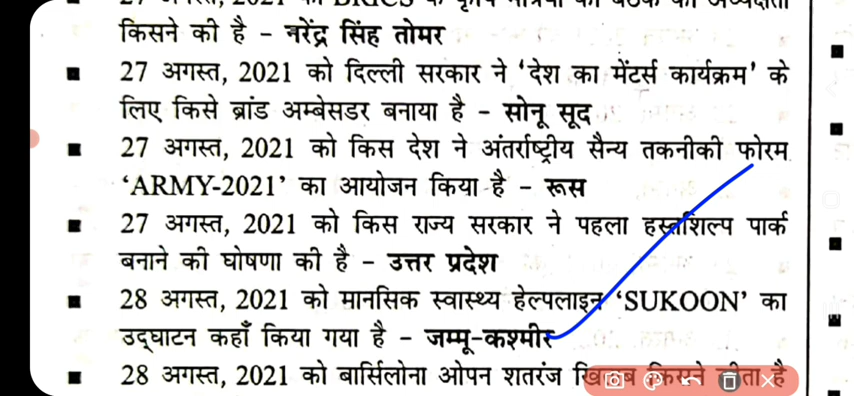 किसने की है – नरेंद्र सिंह तोमर
27 अगस्त, 2021 को दिल्ली सरकार ने ‘देश का मेंटर्स कार्यक्रम’ के
लिए किसे ब्रांड अम्बेसडर बनाया है – सोनू सूद
27 अगस्त, 2021 को किस देश ने अंतर्राष्ट्रीय सैन्य तकनीकी फोरम
‘ARMY-2021’ का आयोजन किया है – रूस
27 अगस्त, 2021 को किस राज्य सरकार ने पहला हस्तशिल्प पार्क
बनाने की घोषणा की है – उत्तर प्रदेश
28 अगस्त, 2021 को मानसिक स्वास्थ्य हेल्पलाइन ‘SUKOON’ का
उद्घाटन कहाँ किया गया है – जम्मू-कश्मीर
28 अगस्त, 2021 को बार्सिलोना ओपन शतरंज